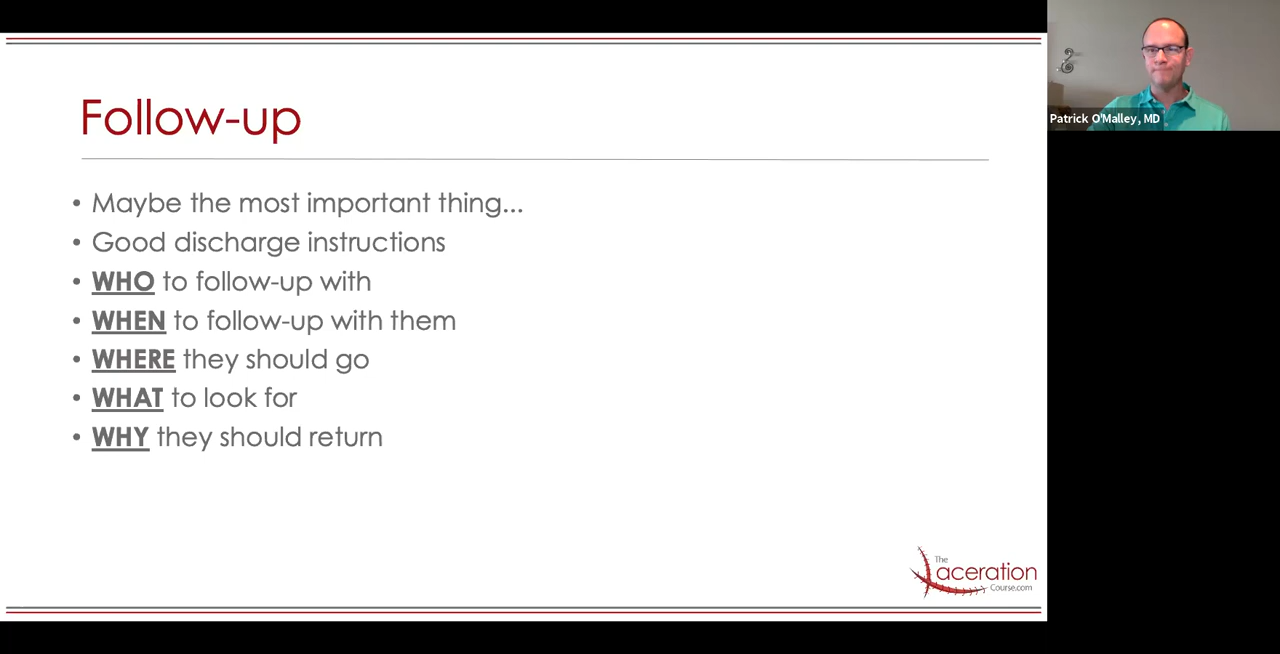 Follow-up
• Maybe the most important thing...
• Good discharge instructions
• WHO to follow-up with
• WHEN to follow-up with them
• WHERE they should go
• WHAT to look for
• WHY they should return
The
Laceration
Course.com
Patrick O'Malley, MD